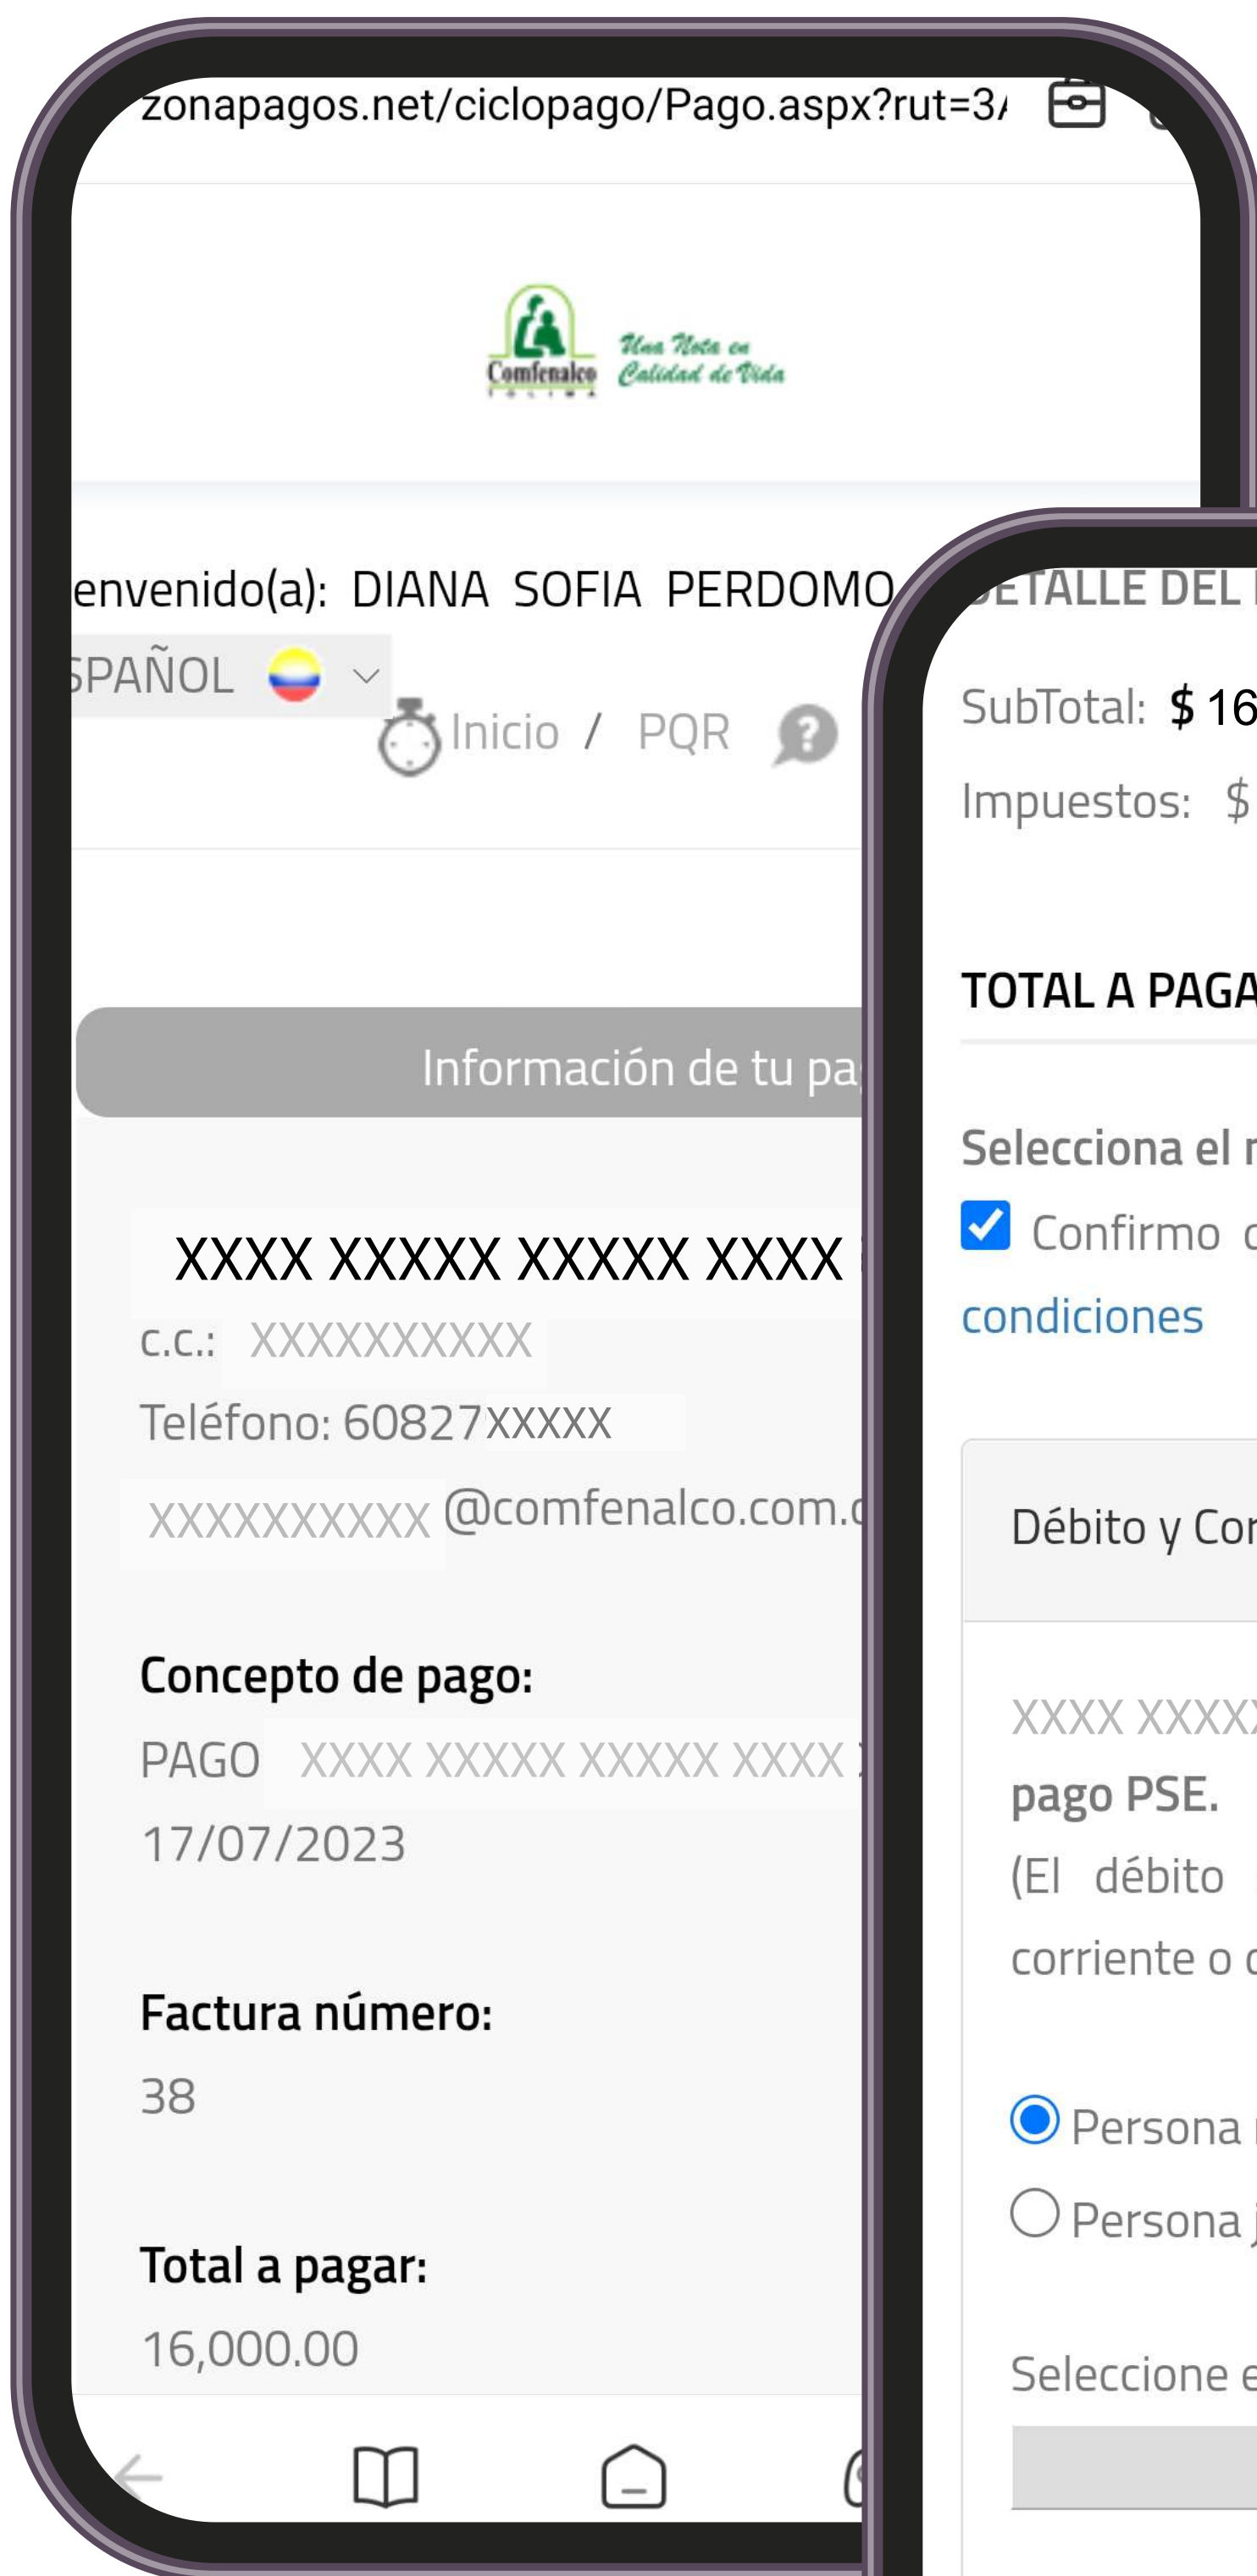 zonapagos.net/ciclopago/Pago.aspx?rut=3
Comfenalco
TOLIMA
Una Nota en
Calidad de Vida
envenido(a): DIANA SOFIA PERDOMO
SPAÑOL
Inicio / PQR
Información de tu pa
XXXX XXXXX XXXXX XXXX
c.c.: XXXXXXXXXX
Teléfono: 60827XXXXX
XXXXXXXXXX @comfenalco.com.c
Concepto de pago:
PAGO XXXX XXXXX XXXXX XXXX
17/07/2023
Factura número:
38
Total a pagar:
16,000.00
DETALLE DEL
SubTotal: $ 16
Impuestos: $
TOTAL A PAGA
Selecciona el
Confirmo
condiciones
Débito y Cor
XXXX XXXX
pago PSE.
(El débito
corriente o
Persona
Persona j
Seleccione e